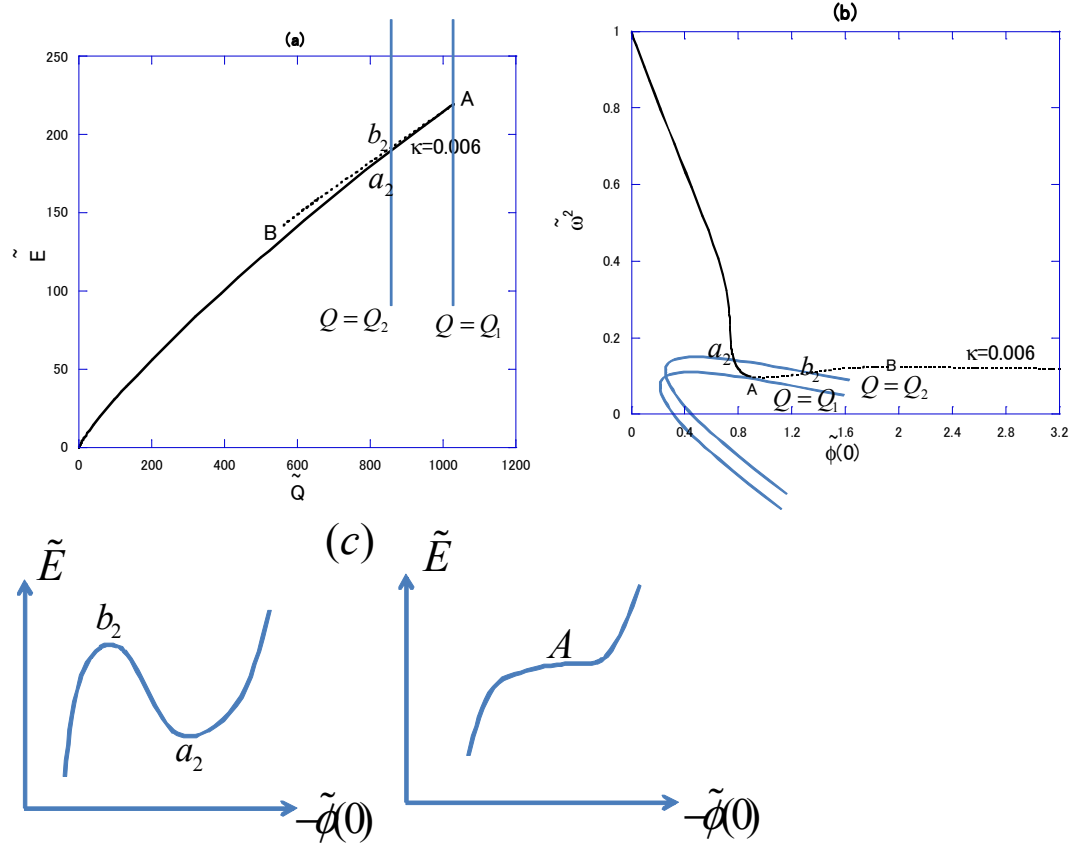 (a)
250
200
150
100
50
0
0 200 400 600 800 1000 1200
Ẽ
Q̃
A
B
b₂
a₂
κ=0.006
Q = Q₂
Q = Q₁
(b)
1
0.8
0.6
0.4
0.2
0
0 0.4 0.8 1.2 1.6 2 2.4 2.8 3.2
ω̃²
ϕ̃(0)
a₂
A
b₂
B
κ=0.006
Q = Q₂
Q = Q₁
(c)
Ẽ
b₂
a₂
−ϕ̃(0)
Ẽ
A
−ϕ̃(0)